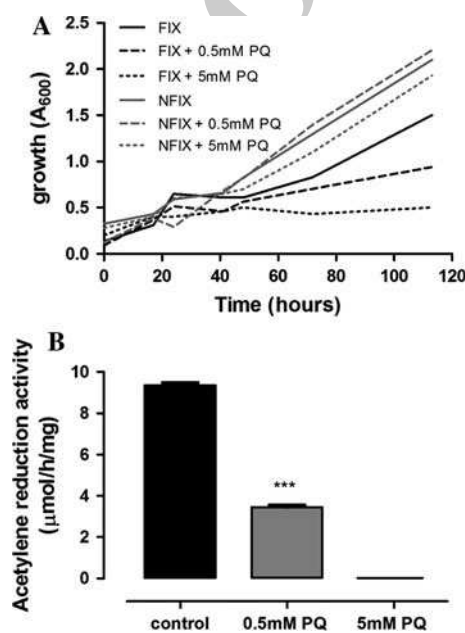 A
FIX
FIX + 0.5mM PQ
FIX + 5mM PQ
NFIX
NFIX + 0.5mM PQ
NFIX + 5mM PQ
growth (A600)
2.5
2.0
1.5
1.0
0.5
0.0
0 20 40 60 80 100 120
Time (hours)
B
Acetylene reduction activity
(μmol/h/mg)
10
8
6
4
2
0
***
control 0.5mM PQ 5mM PQ